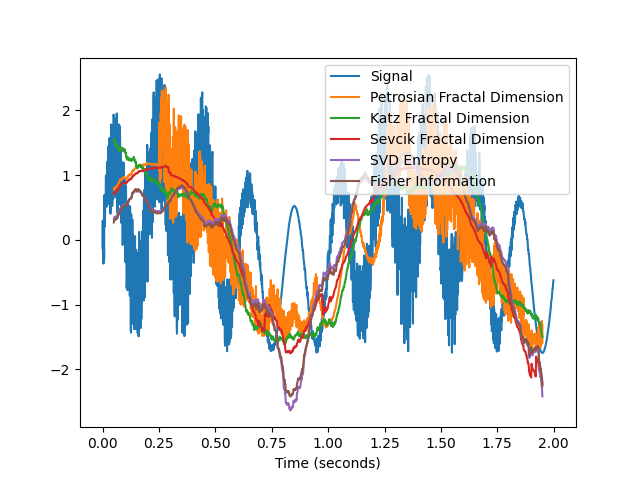 Signal
Petrosian Fractal Dimension
Katz Fractal Dimension
Sevcik Fractal Dimension
SVD Entropy
Fisher Information
2
1
0
−1
−2
0.00 0.25 0.50 0.75 1.00 1.25 1.50 1.75 2.00
Time (seconds)